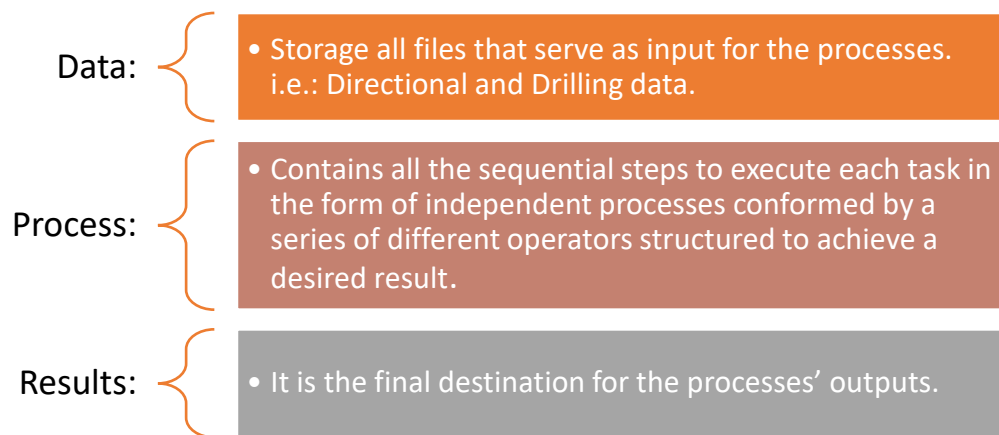 Data:
• Storage all files that serve as input for the processes.
i.e.: Directional and Drilling data.
Process:
• Contains all the sequential steps to execute each task in
the form of independent processes conformed by a
series of different operators structured to achieve a
desired result.
Results:
• It is the final destination for the processes’ outputs.